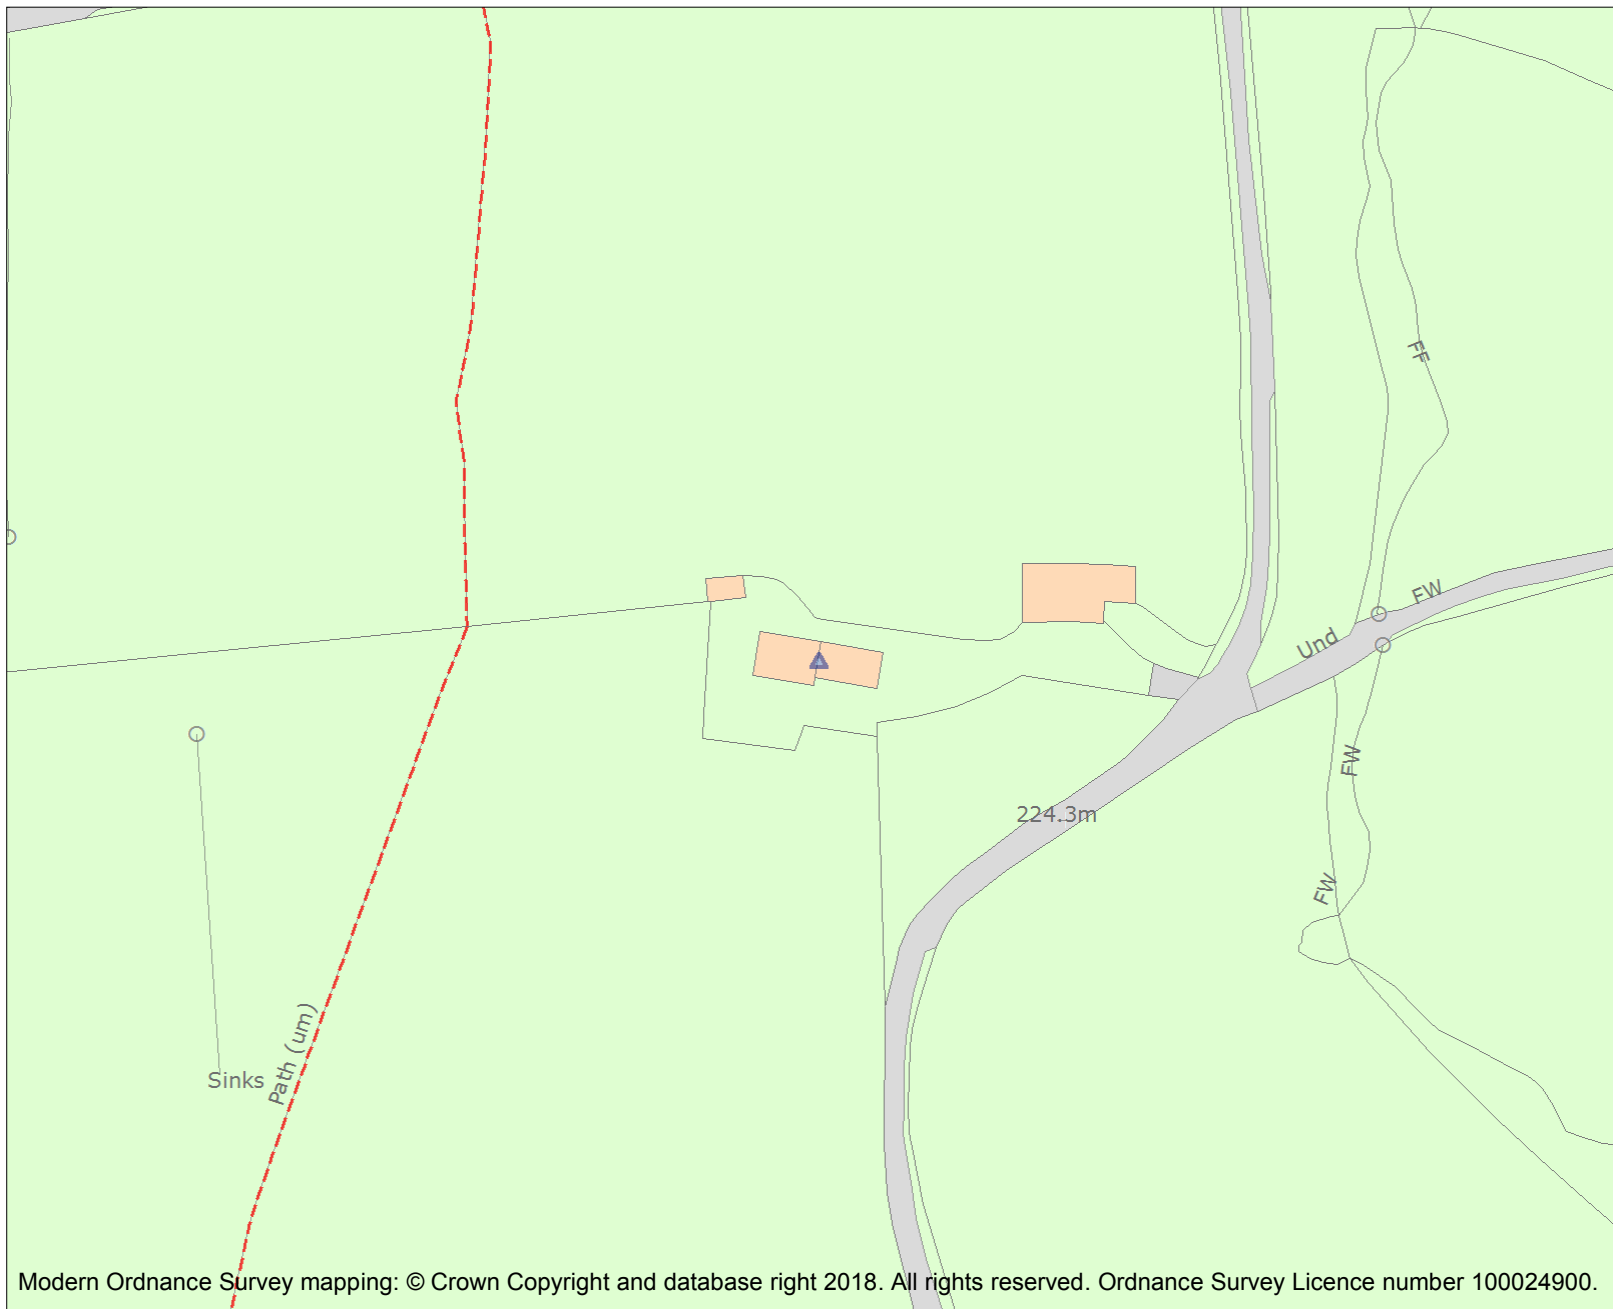 FF
FW
Und
FW
224.3m
FW
Path (um)
Sinks
Modern Ordnance Survey mapping: © Crown Copyright and database right 2018. All rights reserved. Ordnance Survey Licence number 100024900.